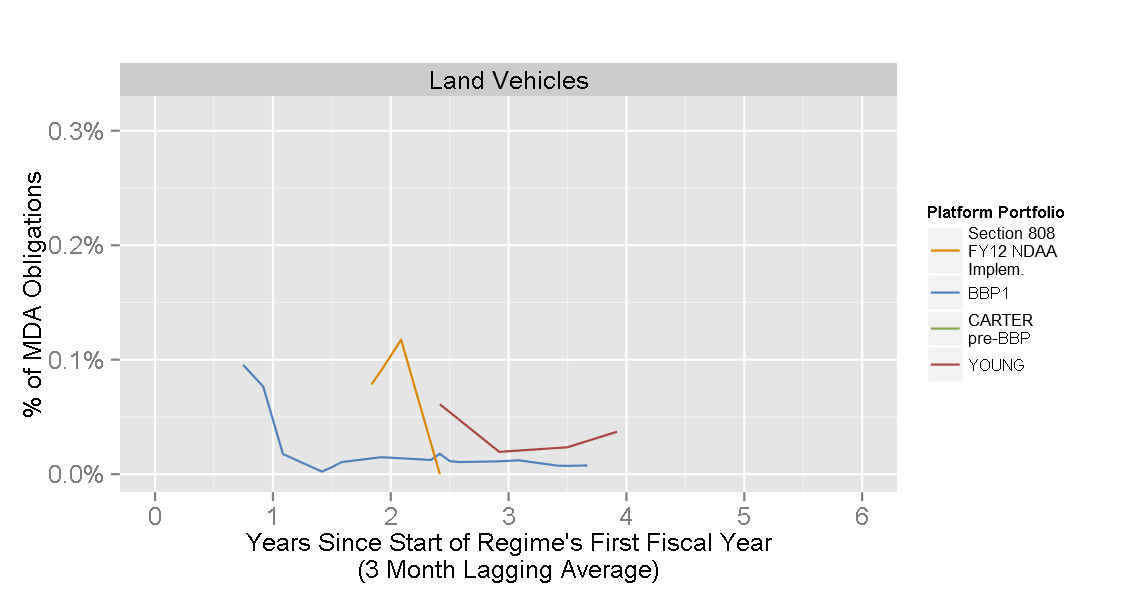 Land Vehicles
0.3%
0.2%
0.1%
0.0%
% of MDA Obligations
0 1 2 3 4 5 6
Years Since Start of Regime's First Fiscal Year
(3 Month Lagging Average)
Platform Portfolio
Section 808
FY12 NDAA
Implem.
BBP1
CARTER
pre-BBP
YOUNG